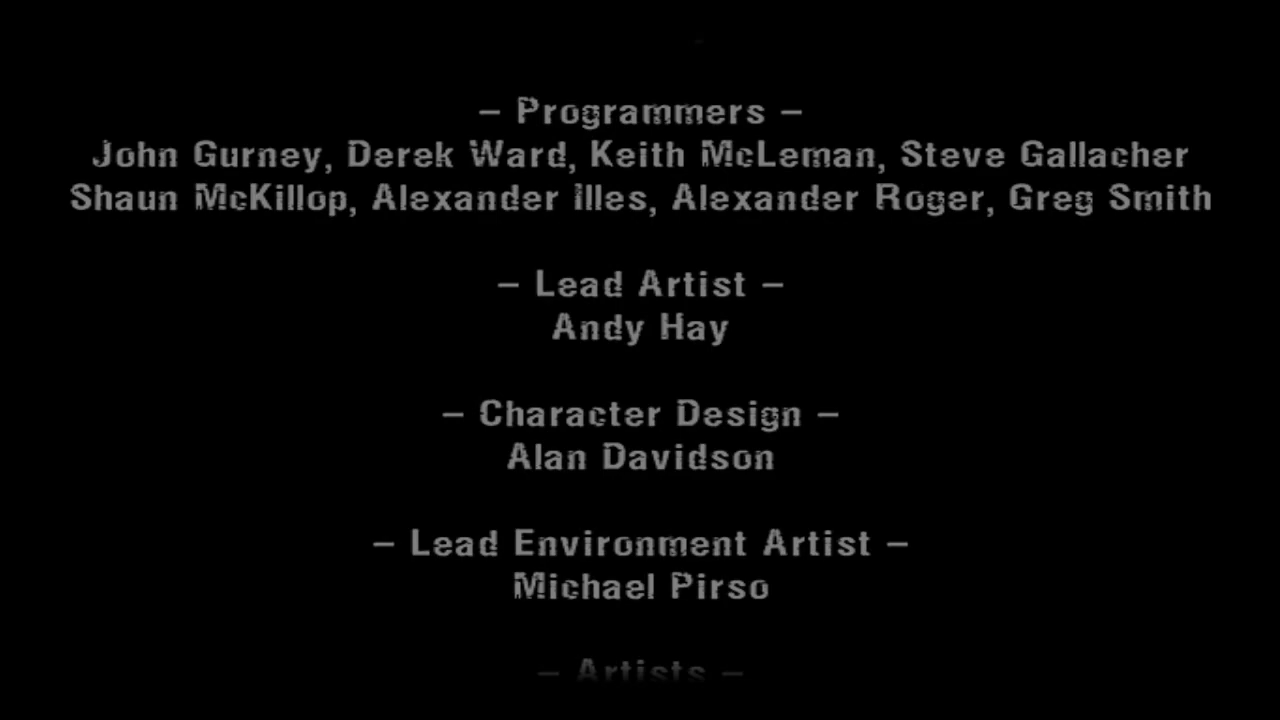 – Programmers –
John Gurney, Derek Ward, Keith McLeman, Steve Gallacher
Shaun McKillop, Alexander Illes, Alexander Roger, Greg Smith
– Lead Artist –
Andy Hay
– Character Design –
Alan Davidson
– Lead Environment Artist –
Michael Pirso
– Artists –